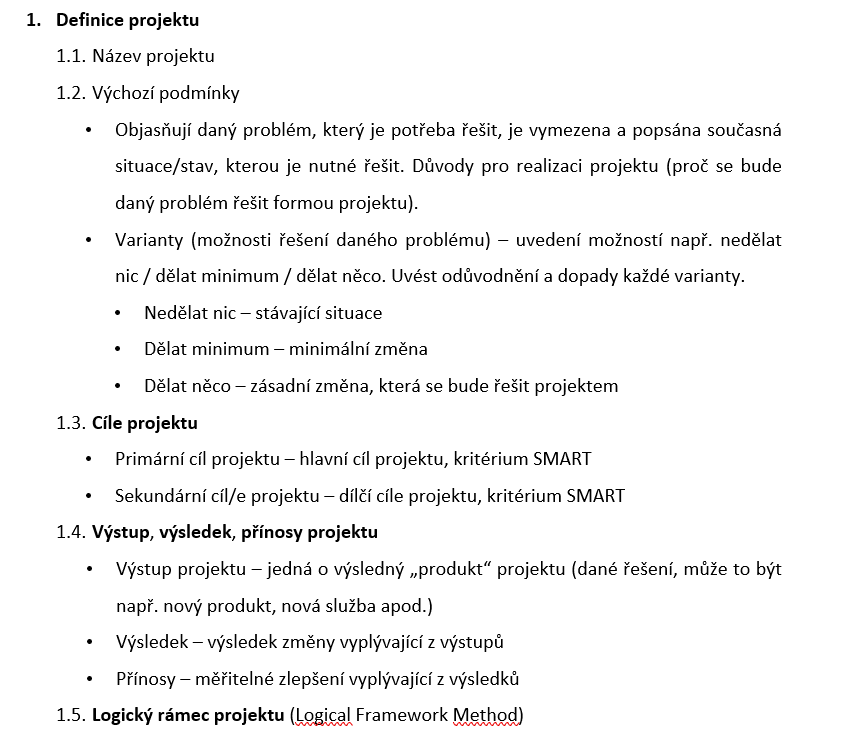 1. Definice projektu
1.1. Název projektu
1.2. Výchozí podmínky
• Objasňují daný problém, který je potřeba řešit, je vymezena a popsána současná
situace/stav, kterou je nutné řešit. Důvody pro realizaci projektu (proč se bude
daný problém řešit formou projektu).
• Varianty (možnosti řešení daného problému) – uvedení možností např. nedělat
nic / dělat minimum / dělat něco. Uvést odůvodnění a dopady každé varianty.
• Nedělat nic – stávající situace
• Dělat minimum – minimální změna
• Dělat něco – zásadní změna, která se bude řešit projektem
1.3. Cíle projektu
• Primární cíl projektu – hlavní cíl projektu, kritérium SMART
• Sekundární cíl/e projektu – dílčí cíle projektu, kritérium SMART
1.4. Výstup, výsledek, přínosy projektu
• Výstup projektu – jedná o výsledný „produkt“ projektu (dané řešení, může to být
např. nový produkt, nová služba apod.)
• Výsledek – výsledek změny vyplývající z výstupů
• Přínosy – měřitelné zlepšení vyplývající z výsledků
1.5. Logický rámec projektu (Logical Framework Method)